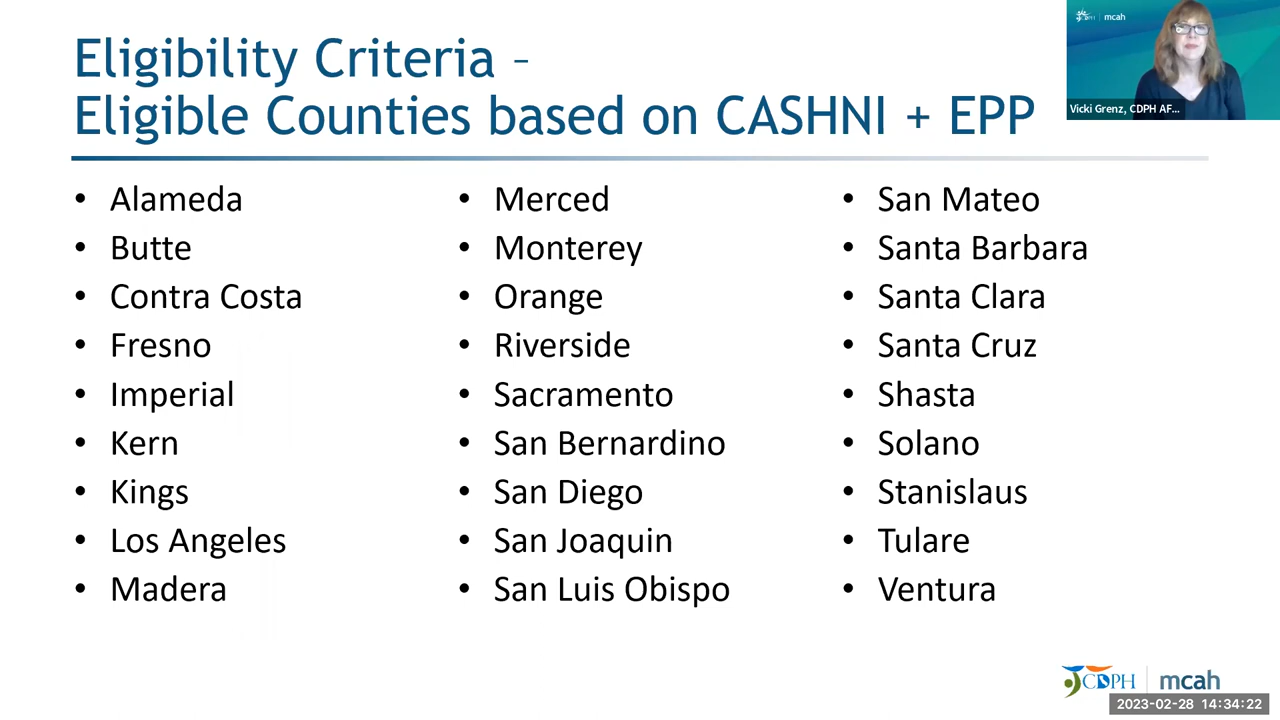 Eligibility Criteria –
Eligible Counties based on CASHNI + EPP
CDPH | mcah
Vicki Grenz, CDPH AF...
• Alameda
• Butte
• Contra Costa
• Fresno
• Imperial
• Kern
• Kings
• Los Angeles
• Madera
• Merced
• Monterey
• Orange
• Riverside
• Sacramento
• San Bernardino
• San Diego
• San Joaquin
• San Luis Obispo
• San Mateo
• Santa Barbara
• Santa Clara
• Santa Cruz
• Shasta
• Solano
• Stanislaus
• Tulare
• Ventura
CDPH | mcah
2023-02-28 14:34:22